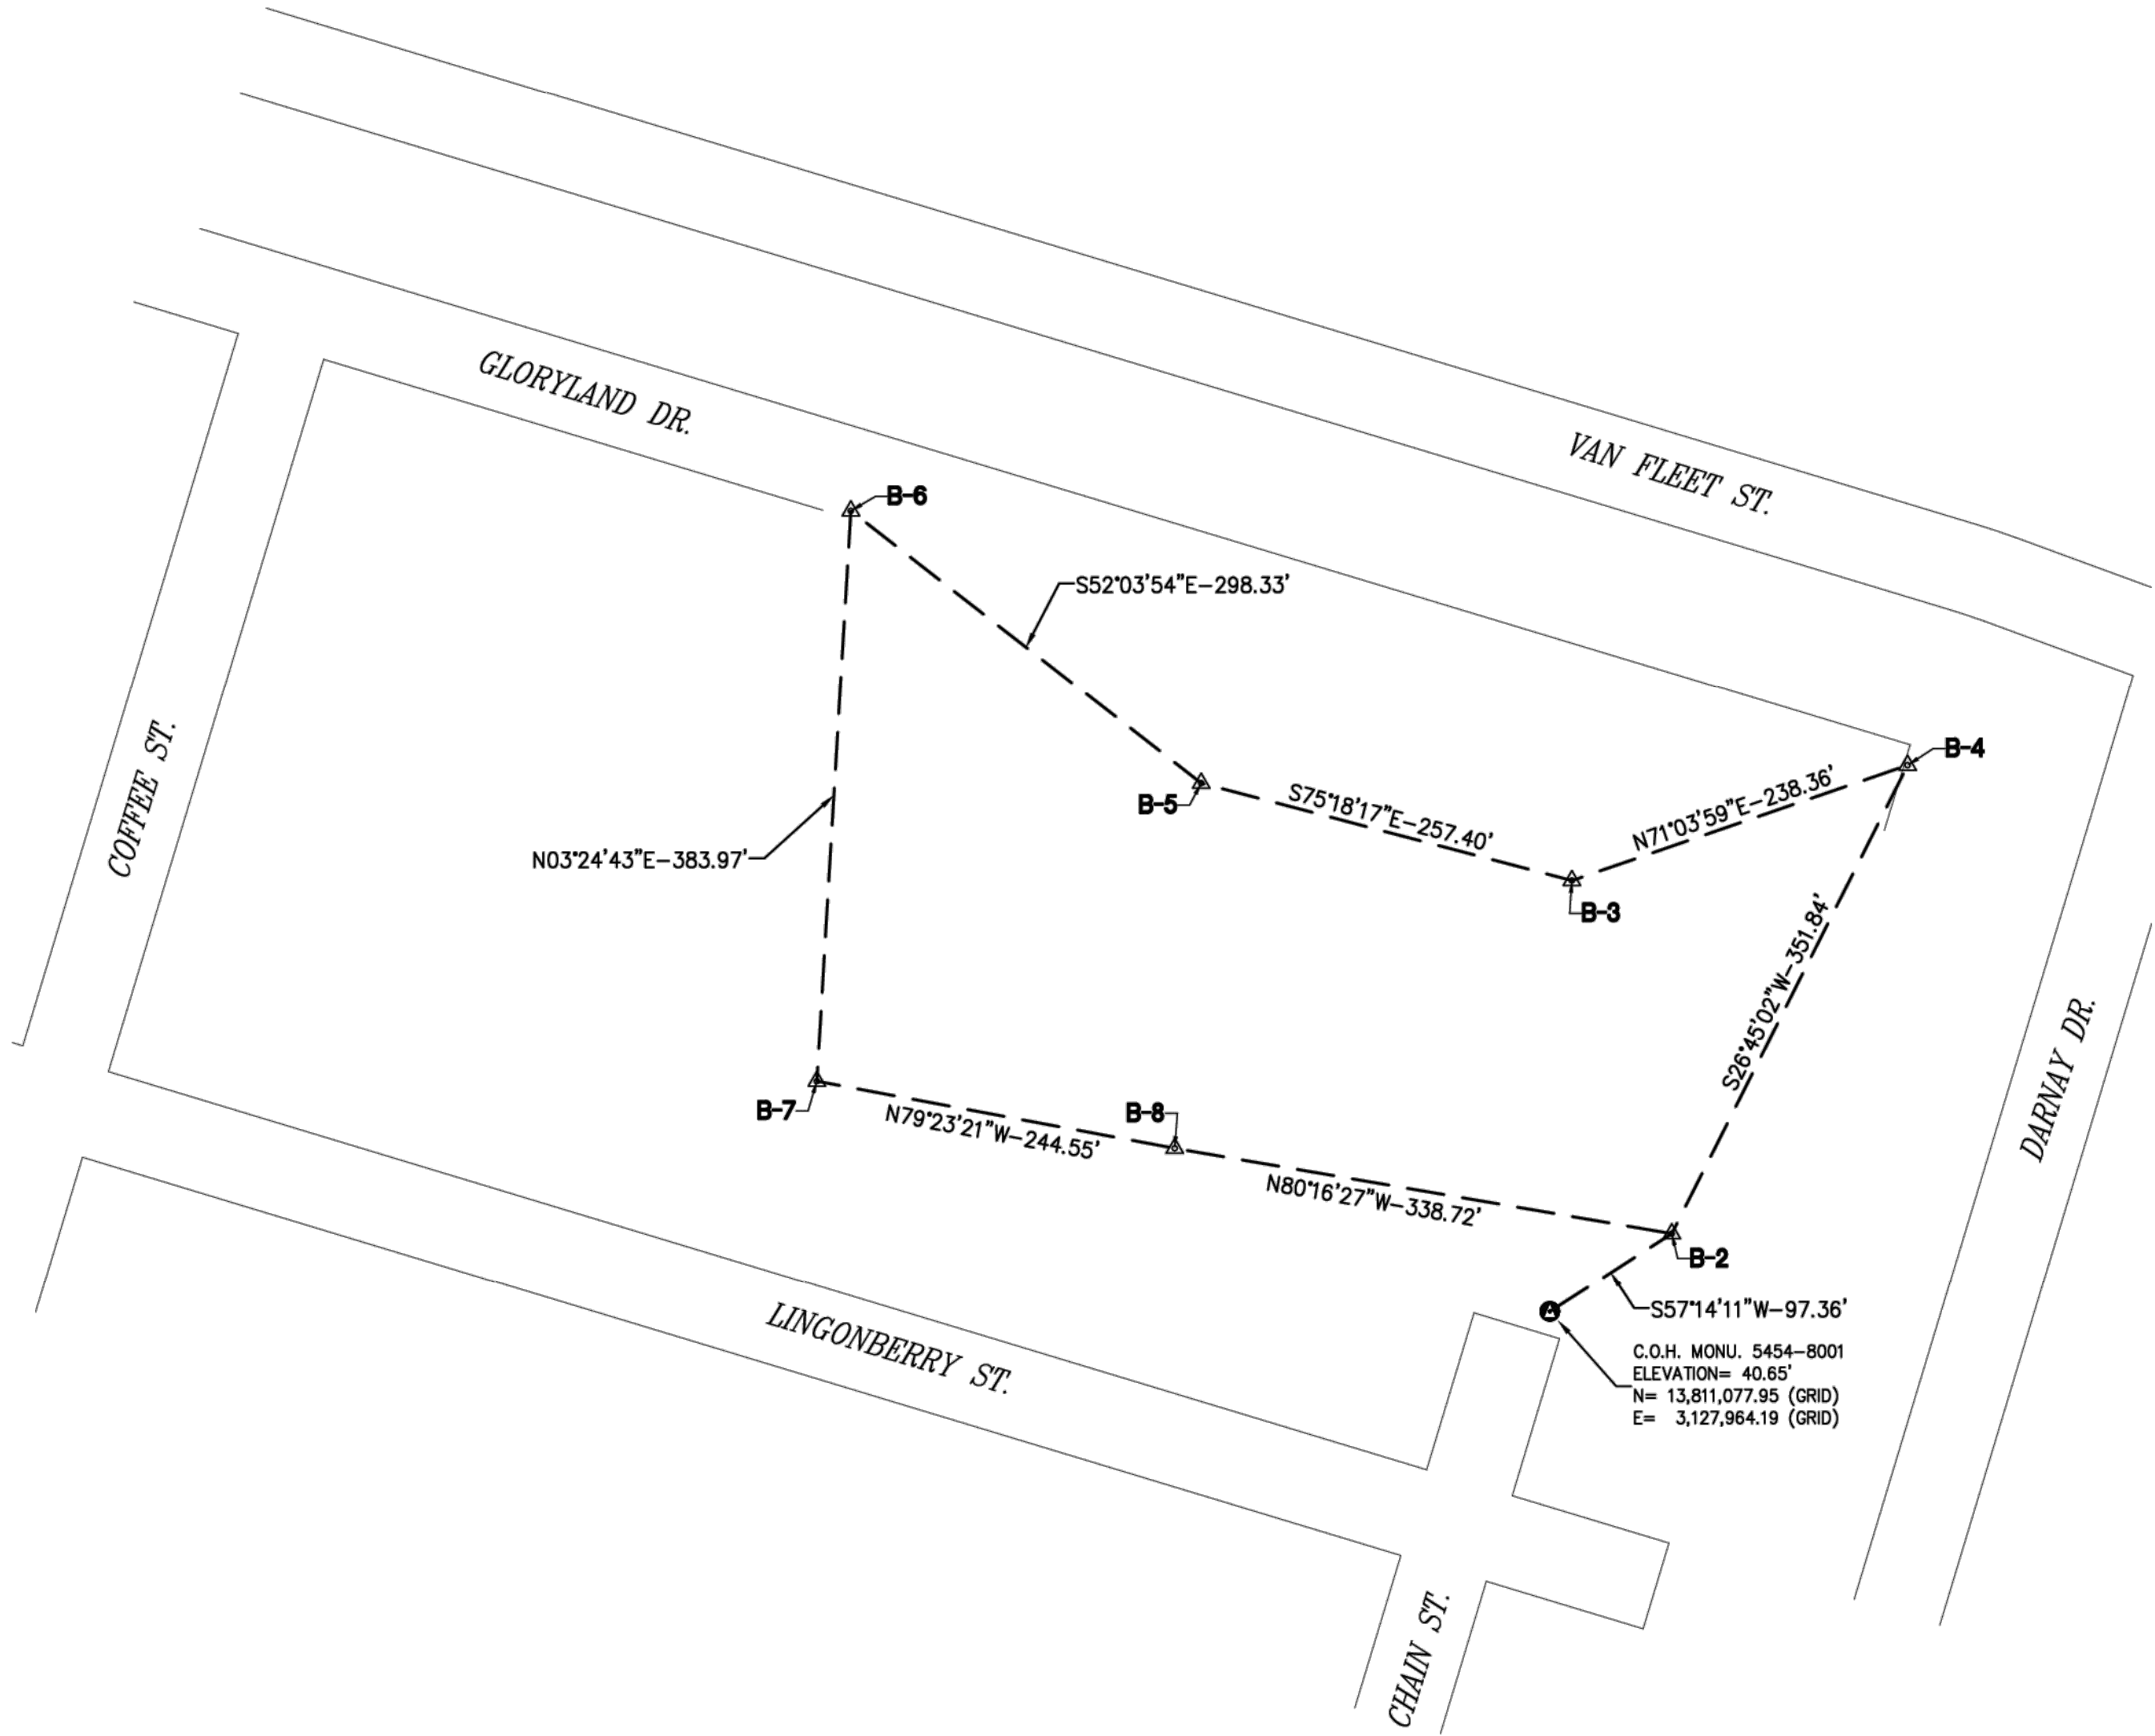 GLORYLAND DR.
VAN FLEET ST.
B-6
S52°03'54"E-298.33'
COFFEE ST.
B-4
B-5
S75°18'17"E-257.40'
N71°03'59"E-238.36'
N03°24'43"E-383.97'
B-3
S26°45'02"W-351.84'
DARNAY DR.
B-7
N79°23'21"W-244.55'
B-8
N80°16'27"W-338.72'
B-2
S57°14'11"W-97.36'
LINGONBERRY ST.
C.O.H. MONU. 5454-8001
ELEVATION= 40.65'
N= 13,811,077.95 (GRID)
E= 3,127,964.19 (GRID)
CHAIN ST.